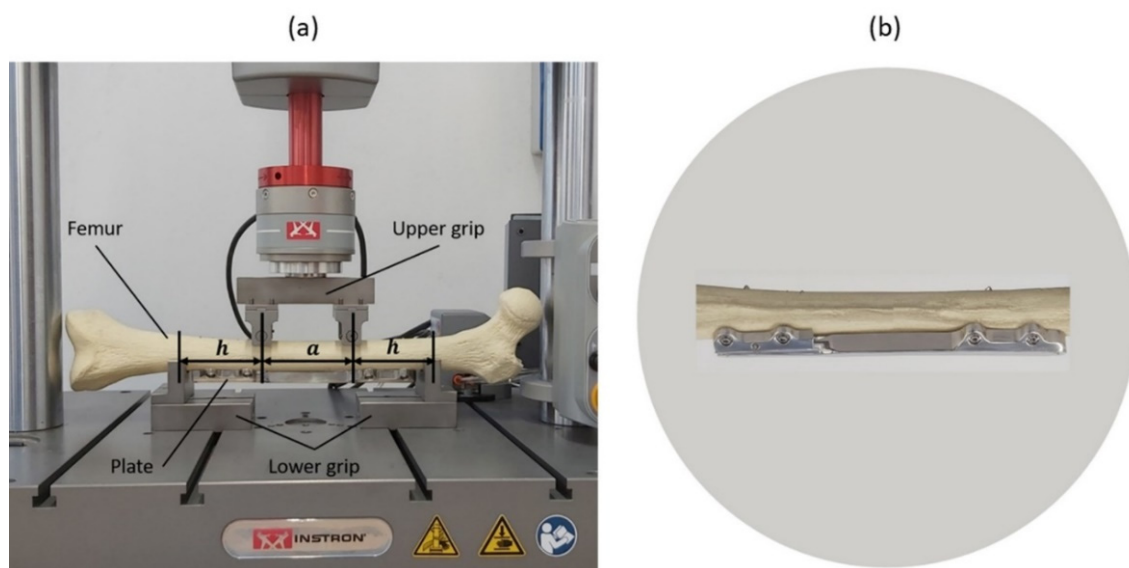 (a)
(b)
Femur
Upper grip
h
a
h
Plate
Lower grip
INSTRON